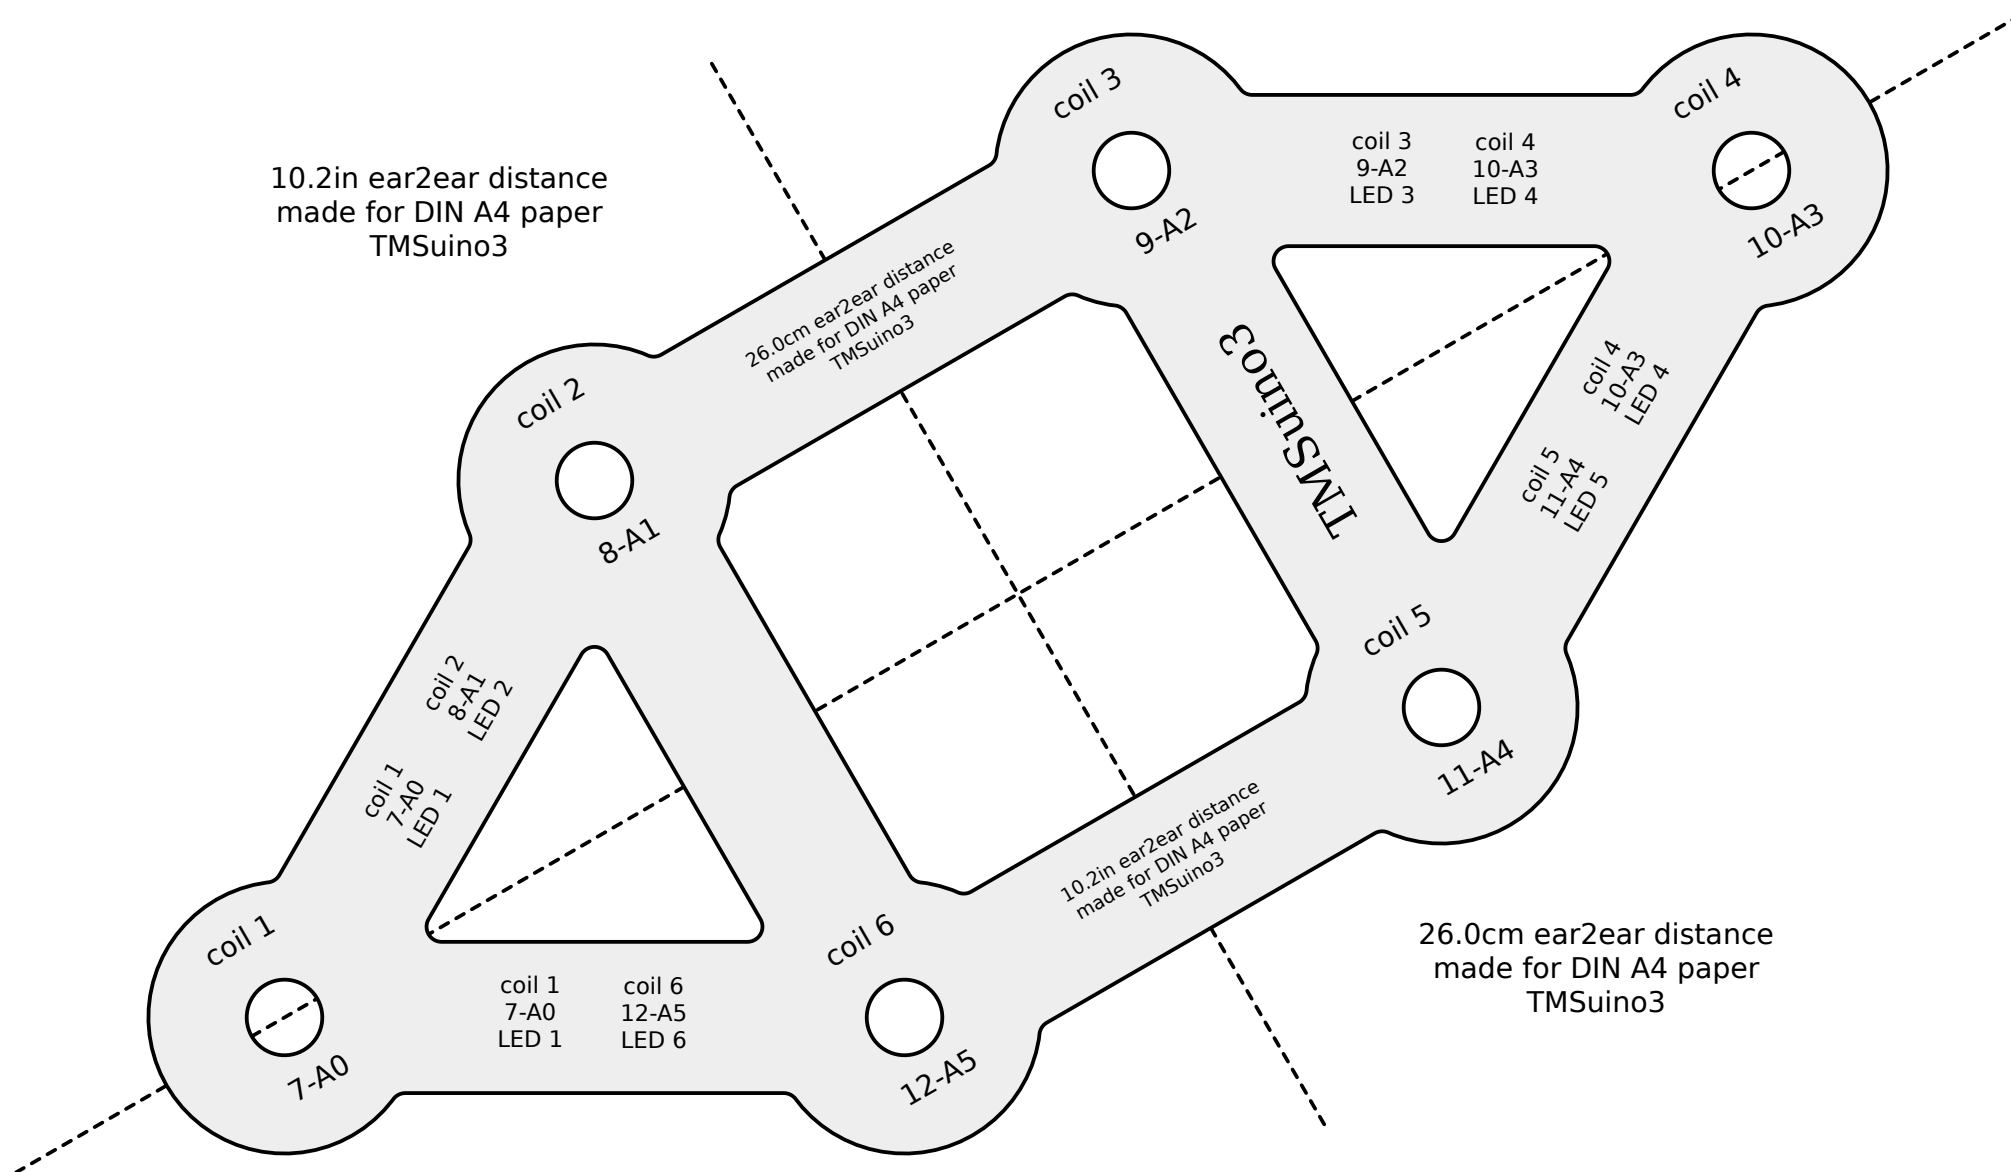 coil 3
coil 4
coil 3
9-A2
LED 3
coil 4
10-A3
LED 4
10.2in ear2ear distance
made for DIN A4 paper
TMSuino3
9-A2
10-A3
26.0cm ear2ear distance
made for DIN A4 paper
TMSuino3
TMSuino3
coil 4
10-A3
LED 4
coil 2
8-A1
coil 5
11-A4
LED 5
coil 5
11-A4
coil 2
8-A1
LED 2
coil 1
7-A0
LED 1
10.2in ear2ear distance
made for DIN A4 paper
TMSuino3
coil 1
7-A0
coil 6
12-A5
coil 1
7-A0
LED 1
coil 6
12-A5
LED 6
26.0cm ear2ear distance
made for DIN A4 paper
TMSuino3